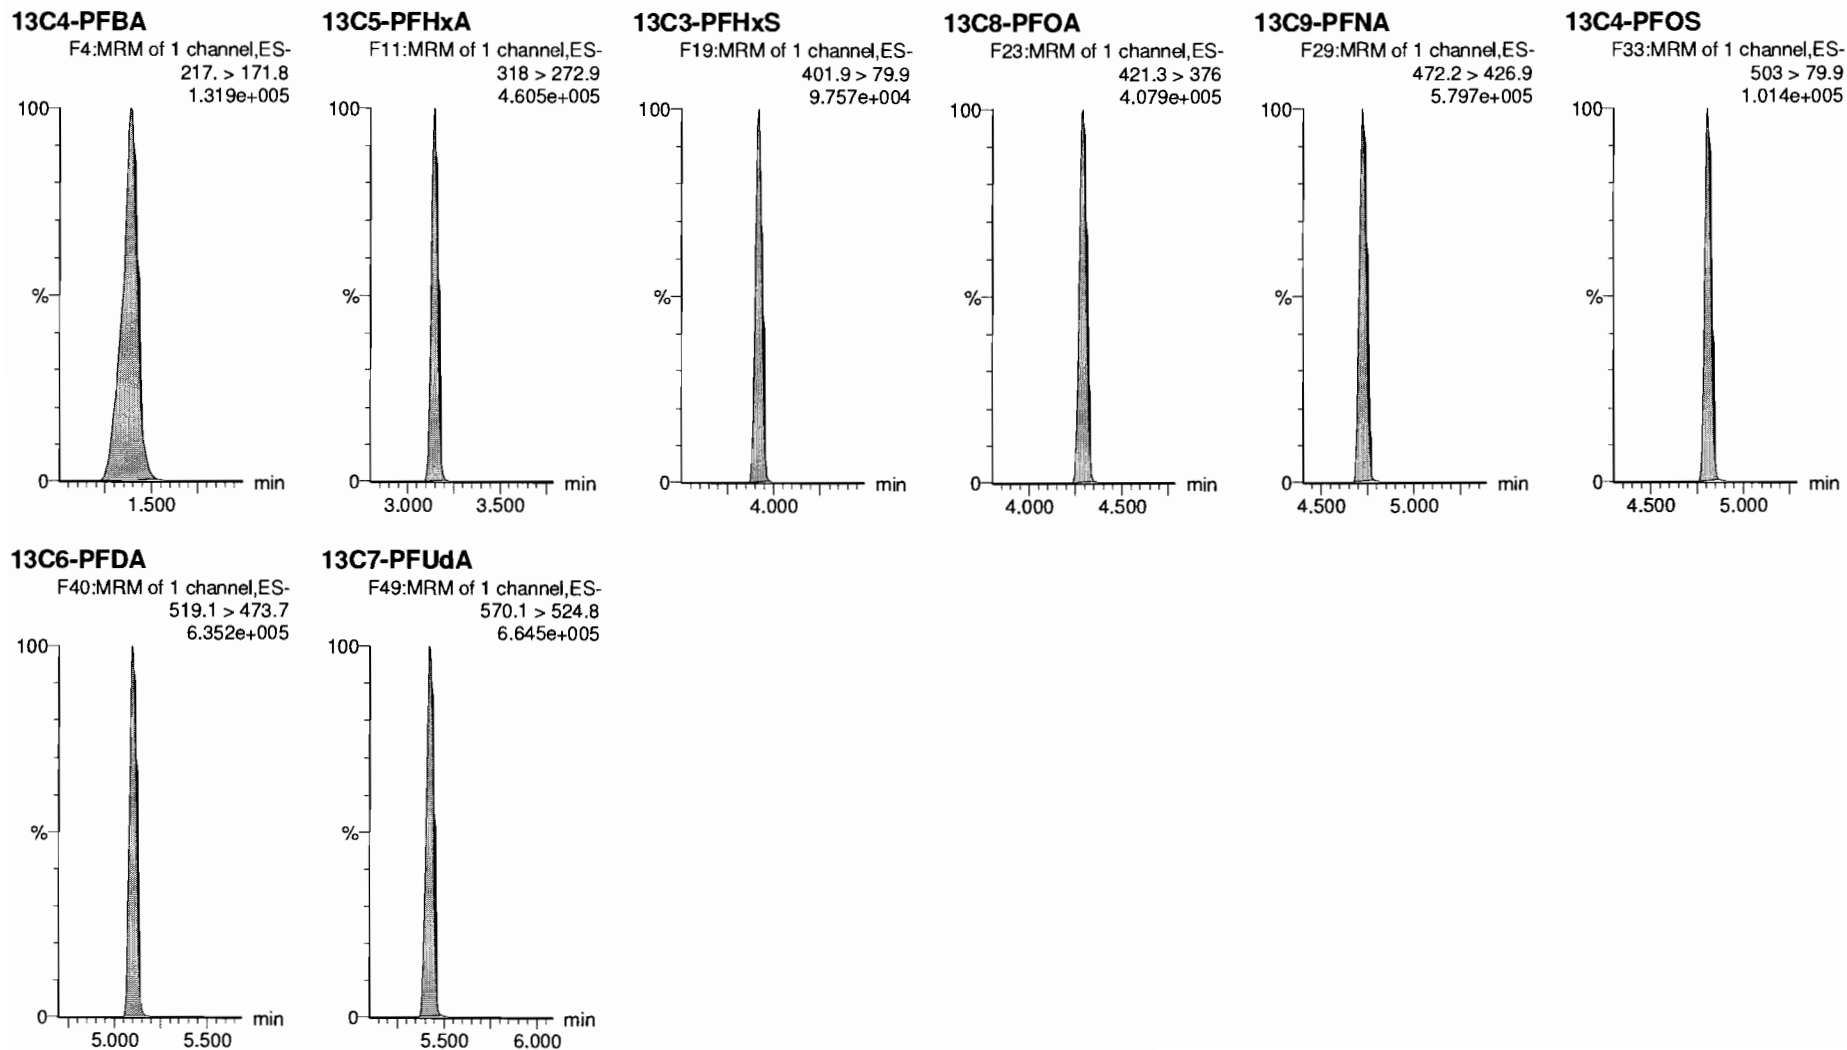 13C4-PFBA
F4:MRM of 1 channel,ES-
217. > 171.8
1.319e+005
100
%
0
min
1.500
13C5-PFHxA
F11:MRM of 1 channel,ES-
318 > 272.9
4.605e+005
100
%
0
min
3.000 3.500
13C3-PFHxS
F19:MRM of 1 channel,ES-
401.9 > 79.9
9.757e+004
100
%
0
min
4.000
13C8-PFOA
F23:MRM of 1 channel,ES-
421.3 > 376
4.079e+005
100
%
0
min
4.000 4.500
13C9-PFNA
F29:MRM of 1 channel,ES-
472.2 > 426.9
5.797e+005
100
%
0
min
4.500 5.000
13C4-PFOS
F33:MRM of 1 channel,ES-
503 > 79.9
1.014e+005
100
%
0
min
4.500 5.000
13C6-PFDA
F40:MRM of 1 channel,ES-
519.1 > 473.7
6.352e+005
100
%
0
min
5.000 5.500
13C7-PFUdA
F49:MRM of 1 channel,ES-
570.1 > 524.8
6.645e+005
100
%
0
min
5.500 6.000